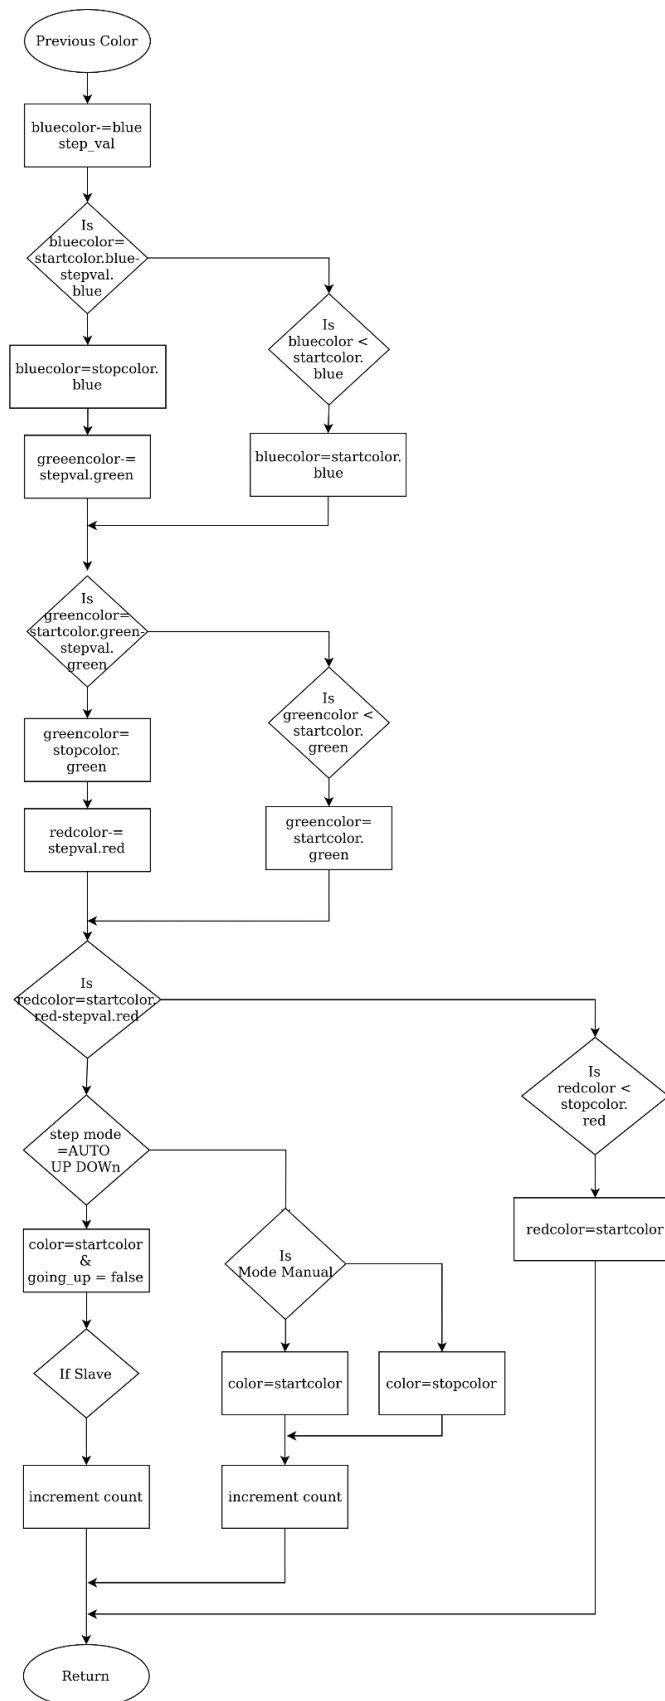 Previous Color
bluecolor-=blue
step_val
Is
bluecolor=
startcolor.blue-
stepval.
blue
Is
bluecolor <
startcolor.
blue
bluecolor=stopcolor.
blue
bluecolor=startcolor.
blue
greeencolor-=
stepval.green
Is
greencolor=
startcolor.green-
stepval.
green
Is
greencolor <
startcolor.
green
greencolor=
stopcolor.
green
greencolor=
startcolor.
green
redcolor-=
stepval.red
Is
redcolor=startcolor.
red-stepval.red
Is
redcolor <
stopcolor.
red
step mode
=AUTO
UP DOWn
redcolor=startcolor
color=startcolor
&
going_up = false
Is
Mode Manual
If Slave
color=startcolor
color=stopcolor
increment count
increment count
Return